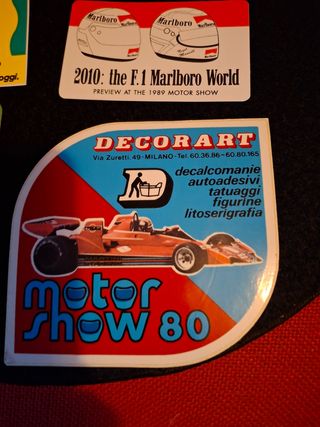 Marlboro Marlboro
2010: the F.1 Marlboro World
PREVIEW AT THE 1989 MOTOR SHOW
oggi.
DECORART
Via Zuretti, 49-MILANO-Tel. 60.36.86-60.80.165
D
decalcomanie
autoadesivi
tatuaggi
figurine
litoserigrafia
motor
show 80